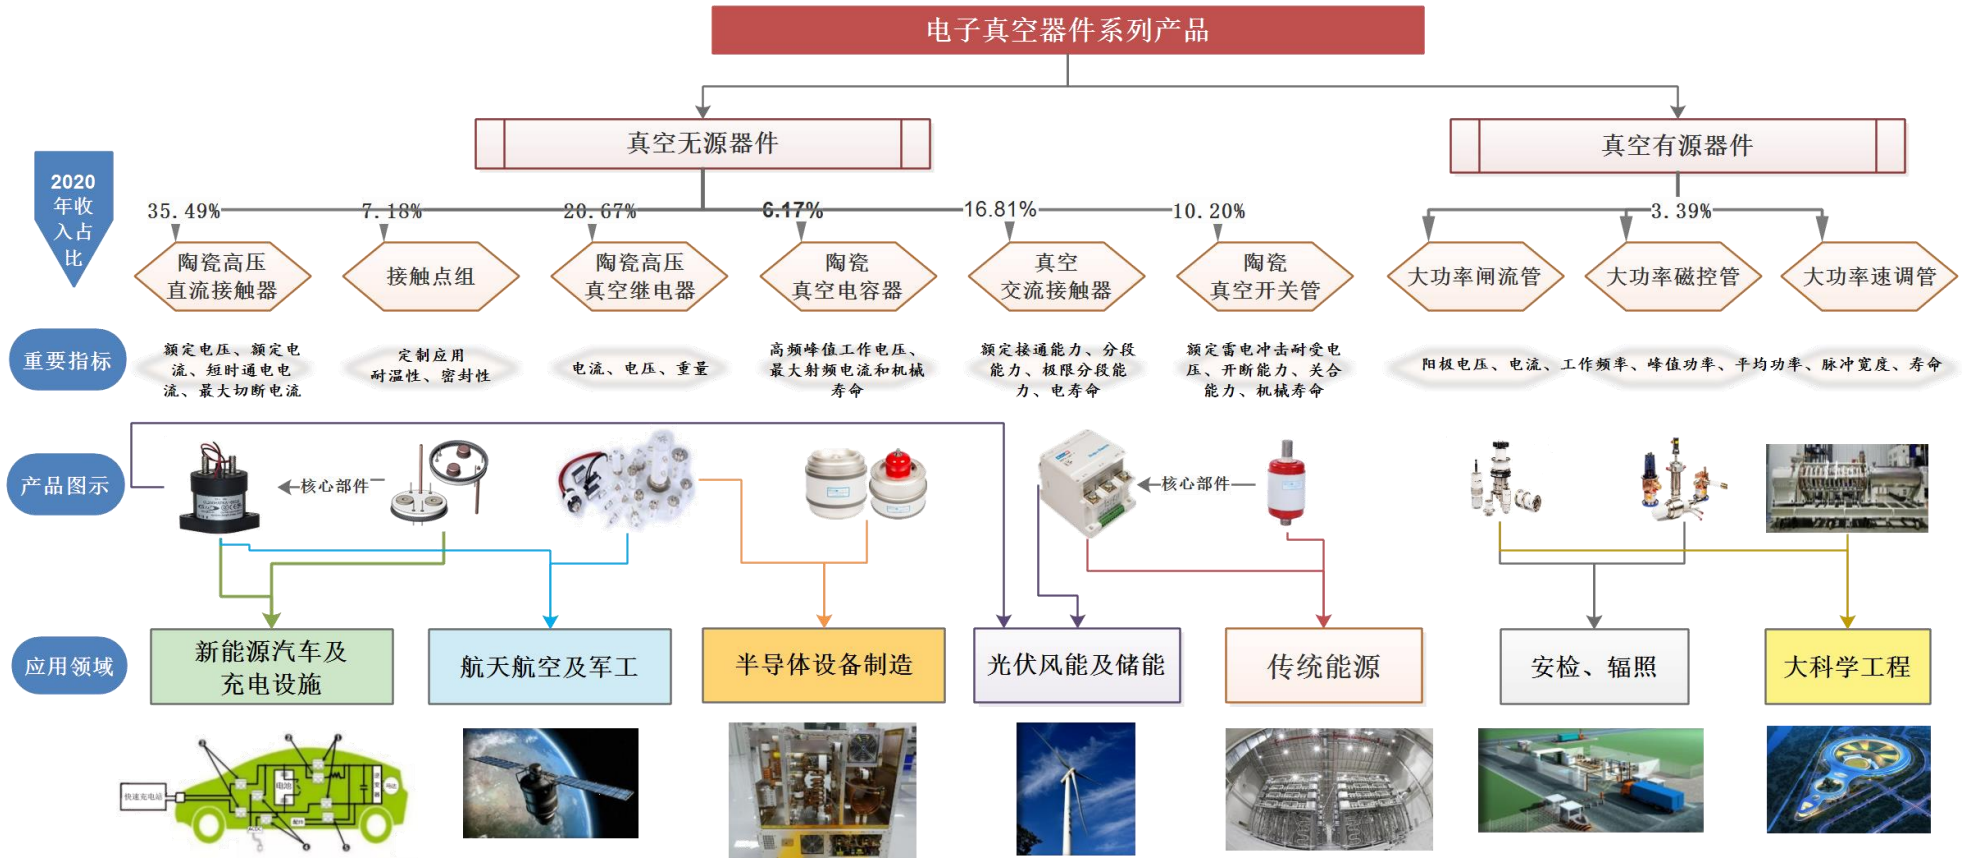 电子真空器件系列产品
真空无源器件
真空有源器件
2020
年收
入占
比
35.49%
7.18%
20.67%
6.17%
16.81%
10.20%
3.39%
陶瓷高压
直流接触器
接触点组
陶瓷高压
真空继电器
陶瓷
真空电容器
真空
交流接触器
陶瓷
真空开关管
大功率闸流管
大功率磁控管
大功率速调管
重要指标
额定电压、额定电
流、短时通电电
流、最大切断电流
定制应用
耐温性、密封性
电流、电压、重量
高频峰值工作电压、
最大射频电流和机械
寿命
额定接通能力、分段
能力、极限分段能
力、电寿命
额定雷电冲击耐受电
压、开断能力、关合
能力、机械寿命
阳极电压、电流、工作频率、峰值功率、平均功率、脉冲宽度、寿命
产品图示
核心部件
核心部件
应用领域
新能源汽车及
充电设施
航天航空及军工
半导体设备制造
光伏风能及储能
传统能源
安检、辐照
大科学工程
快速充电站
电池